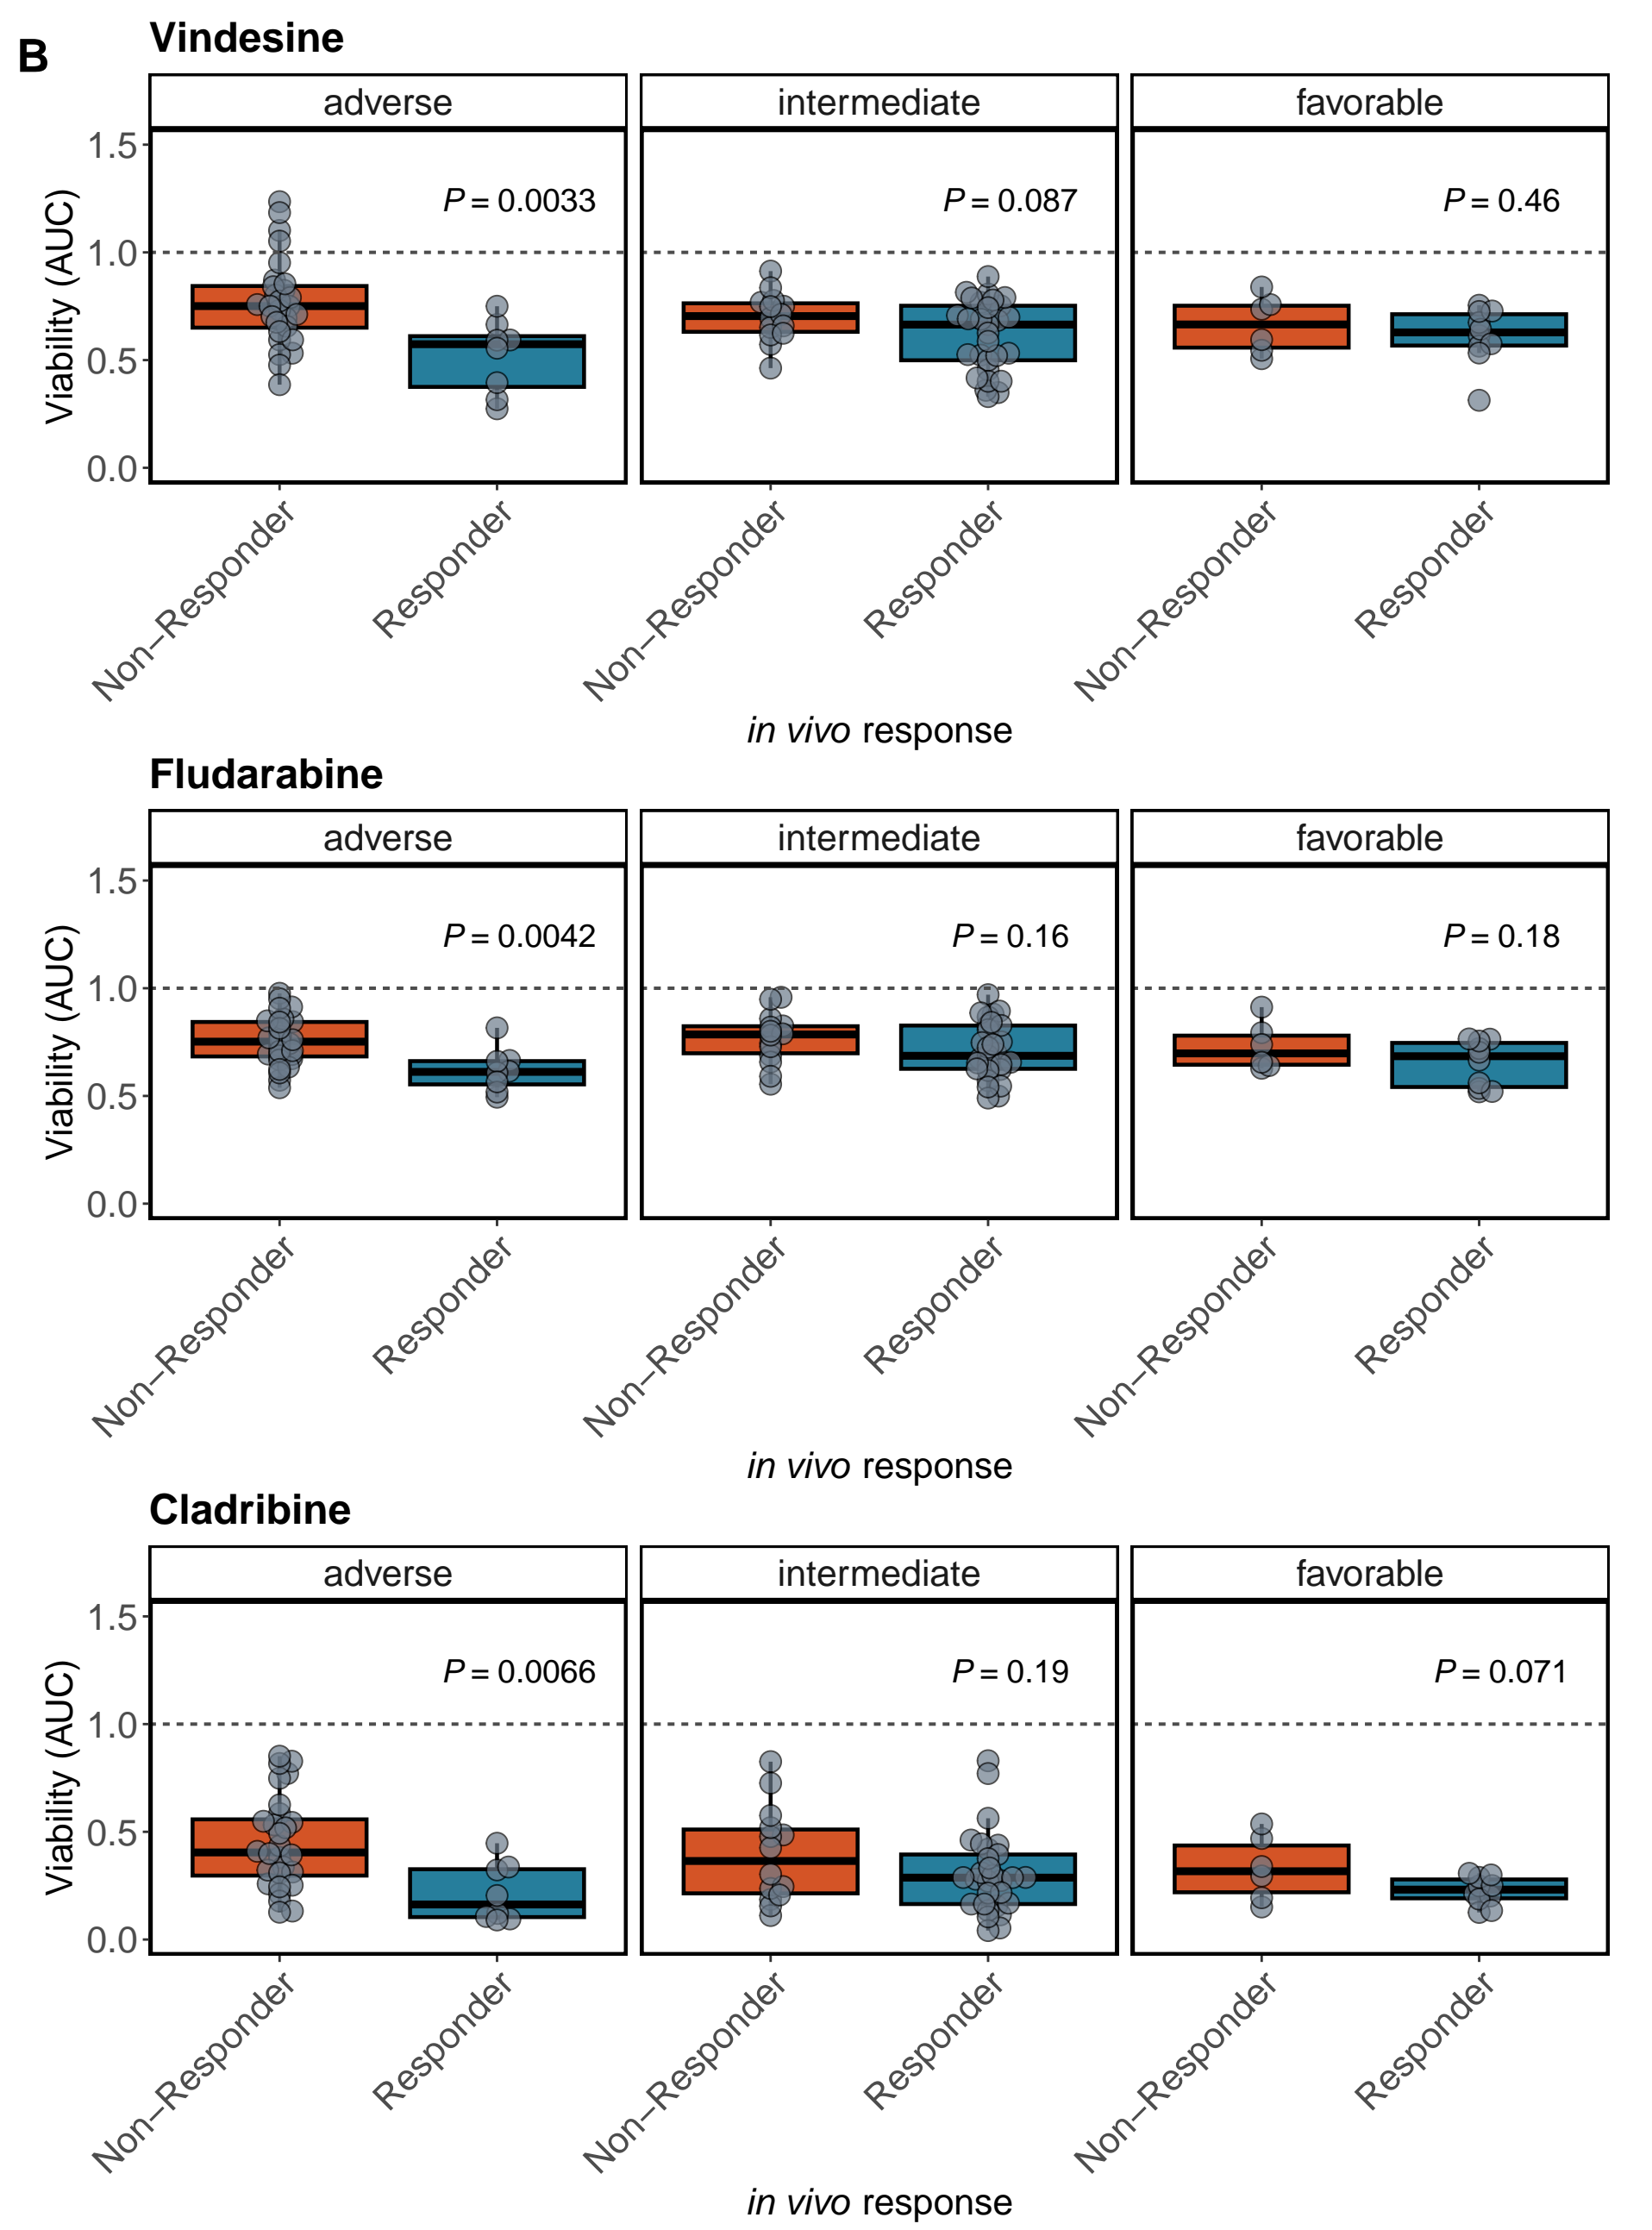 B
Vindesine
adverse intermediate favorable
Viability (AUC)
1.5
1.0
0.5
0.0
P = 0.0033 P = 0.087 P = 0.46
Non−Responder Responder Non−Responder Responder Non−Responder Responder
in vivo response
Fludarabine
adverse intermediate favorable
Viability (AUC)
1.5
1.0
0.5
0.0
P = 0.0042 P = 0.16 P = 0.18
Non−Responder Responder Non−Responder Responder Non−Responder Responder
in vivo response
Cladribine
adverse intermediate favorable
Viability (AUC)
1.5
1.0
0.5
0.0
P = 0.0066 P = 0.19 P = 0.071
Non−Responder Responder Non−Responder Responder Non−Responder Responder
in vivo response